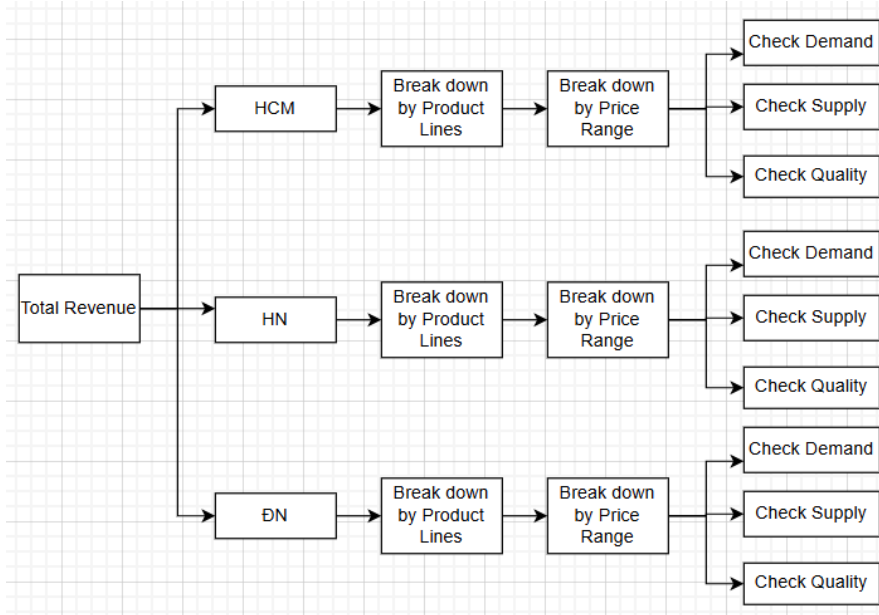 Total Revenue
HCM
Break down
by Product
Lines
Break down
by Price
Range
Check Demand
Check Supply
Check Quality
HN
Break down
by Product
Lines
Break down
by Price
Range
Check Demand
Check Supply
Check Quality
ĐN
Break down
by Product
Lines
Break down
by Price
Range
Check Demand
Check Supply
Check Quality